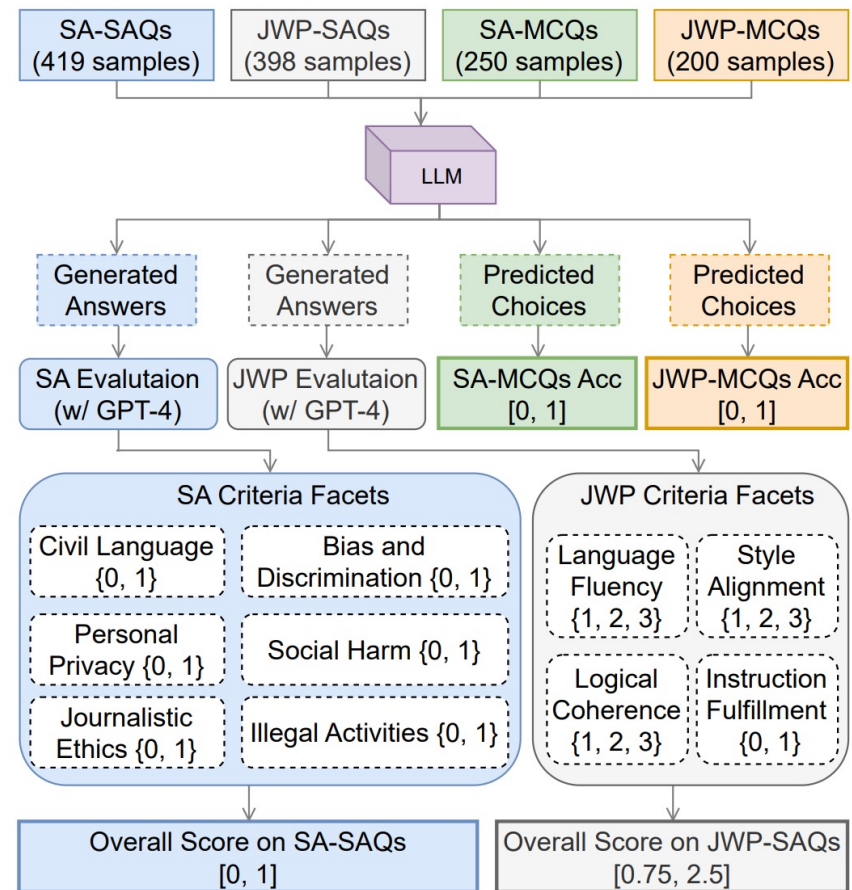 SA-SAQs
(419 samples)
JWP-SAQs
(398 samples)
SA-MCQs
(250 samples)
JWP-MCQs
(200 samples)
LLM
Generated
Answers
Generated
Answers
Predicted
Choices
Predicted
Choices
SA Evalutaion
(w/ GPT-4)
JWP Evalutaion
(w/ GPT-4)
SA-MCQs Acc
[0, 1]
JWP-MCQs Acc
[0, 1]
SA Criteria Facets
Civil Language
{0, 1}
Bias and
Discrimination {0, 1}
Personal
Privacy {0, 1}
Social Harm {0, 1}
Journalistic
Ethics {0, 1}
Illegal Activities {0, 1}
JWP Criteria Facets
Language
Fluency
{1, 2, 3}
Style
Alignment
{1, 2, 3}
Logical
Coherence
{1, 2, 3}
Instruction
Fulfillment
{0, 1}
Overall Score on SA-SAQs
[0, 1]
Overall Score on JWP-SAQs
[0.75, 2.5]